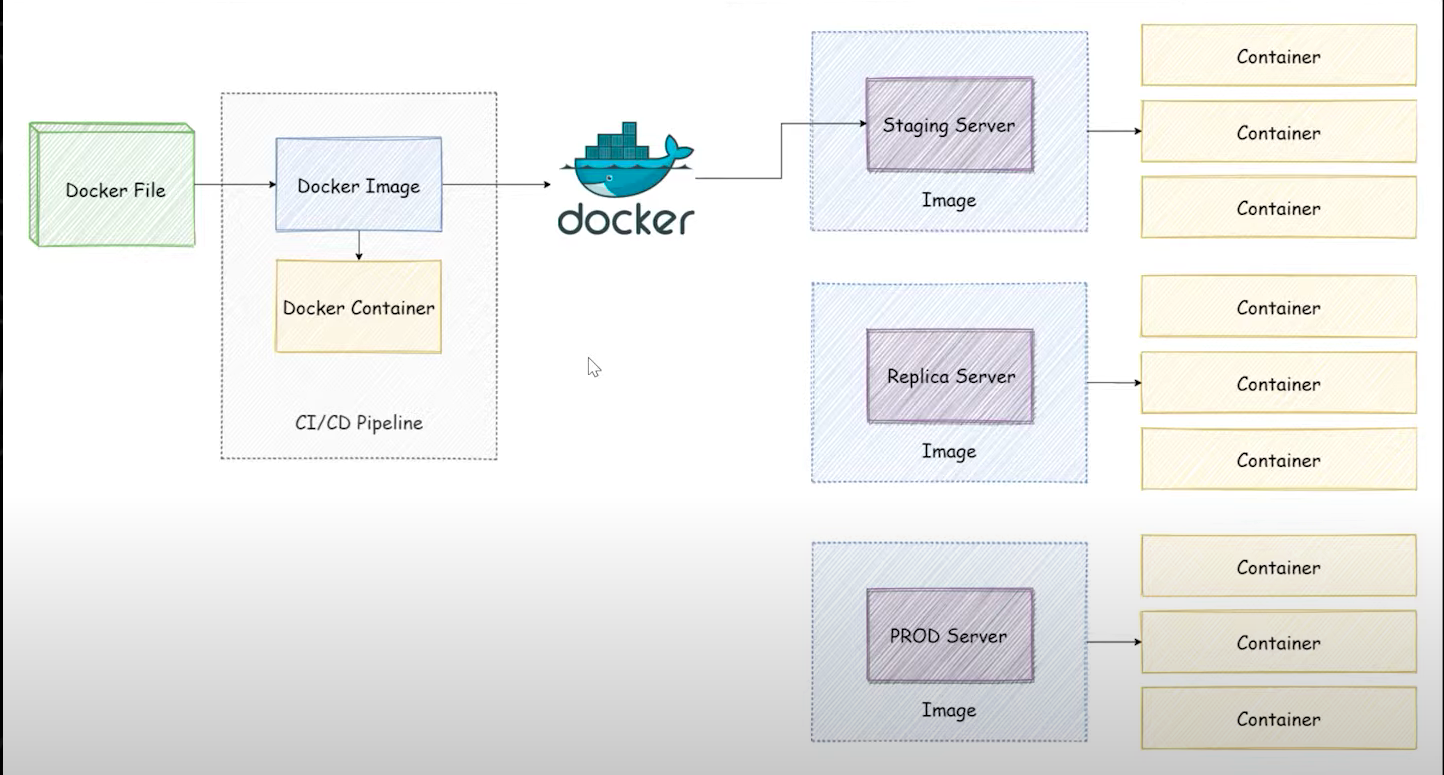 Docker File
Docker Image
Docker Container
CI/CD Pipeline
docker
Staging Server
Image
Container
Container
Container
Replica Server
Image
Container
Container
Container
PROD Server
Image
Container
Container
Container